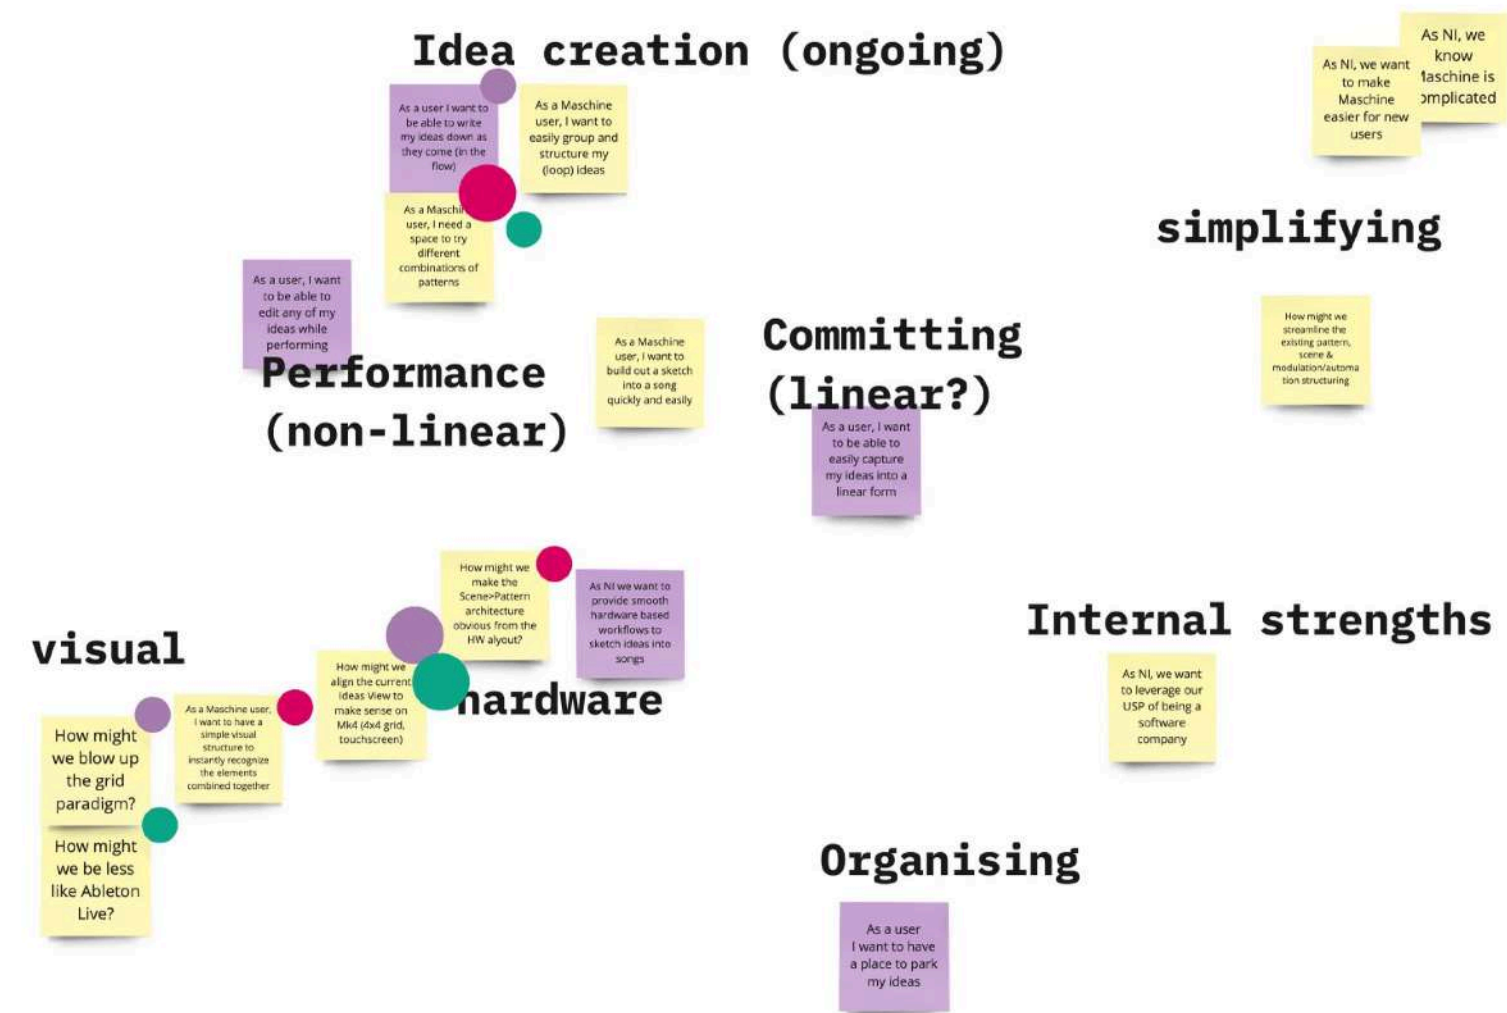 Idea creation (ongoing)
As a user I want to
be able to write
my ideas down as
they come (in the
flow)
As a Maschine
user, I want to
easily group and
structure my
(loop) ideas
As a Maschin
user, I need a
space to try
different
combinations of
patterns
As NI, we want
to make
Maschine
easier for new
users
As NI, we
know
Maschine is
omplicated
simplifying
How might we
streamline the
existing pattern,
scene &
modulation/automa
tion structuring
As a user, I want
to be able to
edit any of my
ideas while
performing
Performance
(non-linear)
As a Maschine
user, I want to
build out a sketch
into a song
quickly and easily
Committing
(linear?)
As a user, I want
to be able to
easily capture
my ideas into a
linear form
visual
How might
we blow up
the grid
paradigm?
How might
we be less
like Ableton
Live?
As a Maschine user,
I want to have a
simple visual
structure to
instantly recognize
the elements
combined together
How might we
align the current
Ideas View to
make sense on
Mk4 (4x4 grid,
touchscreen)
How might we
make the
Scene>Pattern
architecture
obvious from the
HW alyout?
As NI we want to
provide smooth
hardware based
workflows to
sketch ideas into
songs
hardware
Internal strengths
As NI, we want
to leverage our
USP of being a
software
company
Organising
As a user
I want to have
a place to park
my ideas